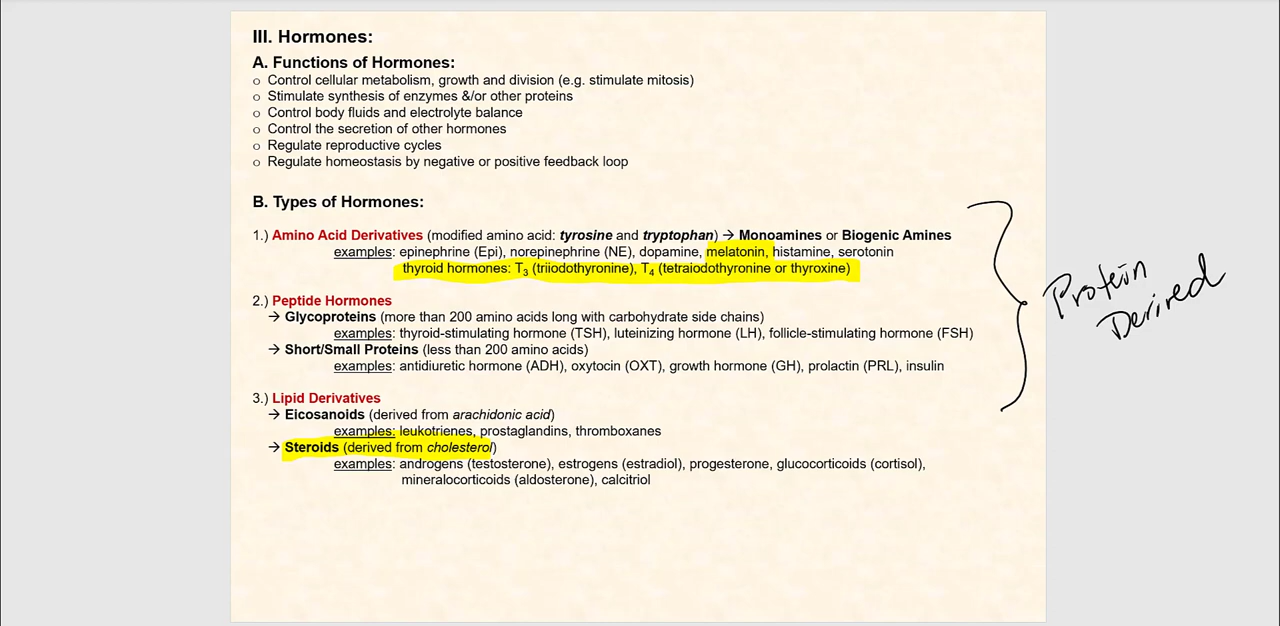 III. Hormones:
A. Functions of Hormones:
o Control cellular metabolism, growth and division (e.g. stimulate mitosis)
o Stimulate synthesis of enzymes &/or other proteins
o Control body fluids and electrolyte balance
o Control the secretion of other hormones
o Regulate reproductive cycles
o Regulate homeostasis by negative or positive feedback loop
B. Types of Hormones:
1.) Amino Acid Derivatives (modified amino acid: tyrosine and tryptophan) → Monoamines or Biogenic Amines
examples: epinephrine (Epi), norepinephrine (NE), dopamine, melatonin, histamine, serotonin
thyroid hormones: T3 (triiodothyronine), T4 (tetraiodothyronine or thyroxine)
2.) Peptide Hormones
→ Glycoproteins (more than 200 amino acids long with carbohydrate side chains)
examples: thyroid-stimulating hormone (TSH), luteinizing hormone (LH), follicle-stimulating hormone (FSH)
→ Short/Small Proteins (less than 200 amino acids)
examples: antidiuretic hormone (ADH), oxytocin (OXT), growth hormone (GH), prolactin (PRL), insulin
3.) Lipid Derivatives
→ Eicosanoids (derived from arachidonic acid)
examples: leukotrienes, prostaglandins, thromboxanes
→ Steroids (derived from cholesterol)
examples: androgens (testosterone), estrogens (estradiol), progesterone, glucocorticoids (cortisol),
mineralocorticoids (aldosterone), calcitriol
Protein
Derived